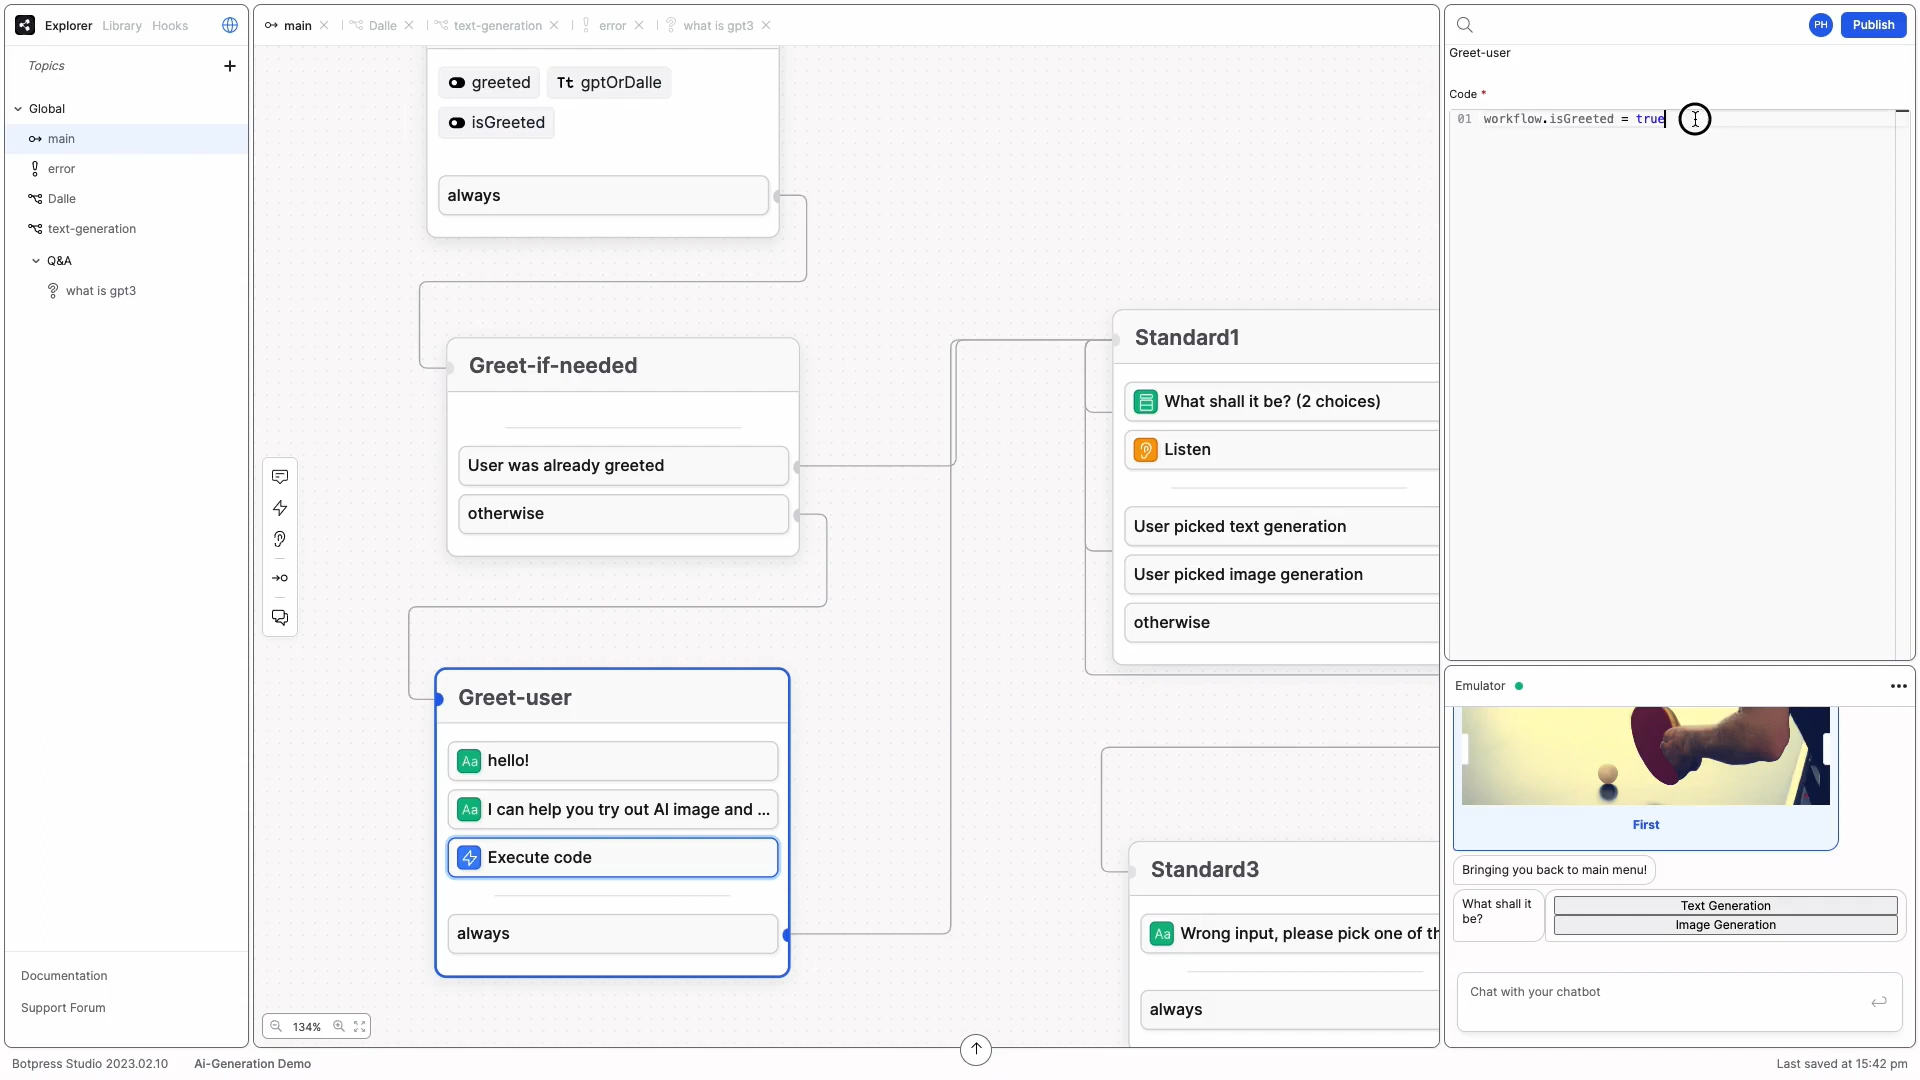 Explorer Library Hooks
Topics
Global
main
error
Dalle
text-generation
Q&A
what is gpt3
Documentation
Support Forum
main
Dalle
text-generation
error
what is gpt3
greeted
Tt gptOrDalle
isGreeted
always
Greet-if-needed
User was already greeted
otherwise
Greet-user
Aa hello!
Aa I can help you try out AI image and ...
Execute code
always
Standard1
What shall it be? (2 choices)
Listen
User picked text generation
User picked image generation
otherwise
Standard3
Aa Wrong input, please pick one of th
always
134%
PH
Publish
Greet-user
Code *
01 workflow.isGreeted = true
Emulator
First
Bringing you back to main menu!
What shall it
be?
Text Generation
Image Generation
Chat with your chatbot
Botpress Studio 2023.02.10
Ai-Generation Demo
Last saved at 15:42 pm